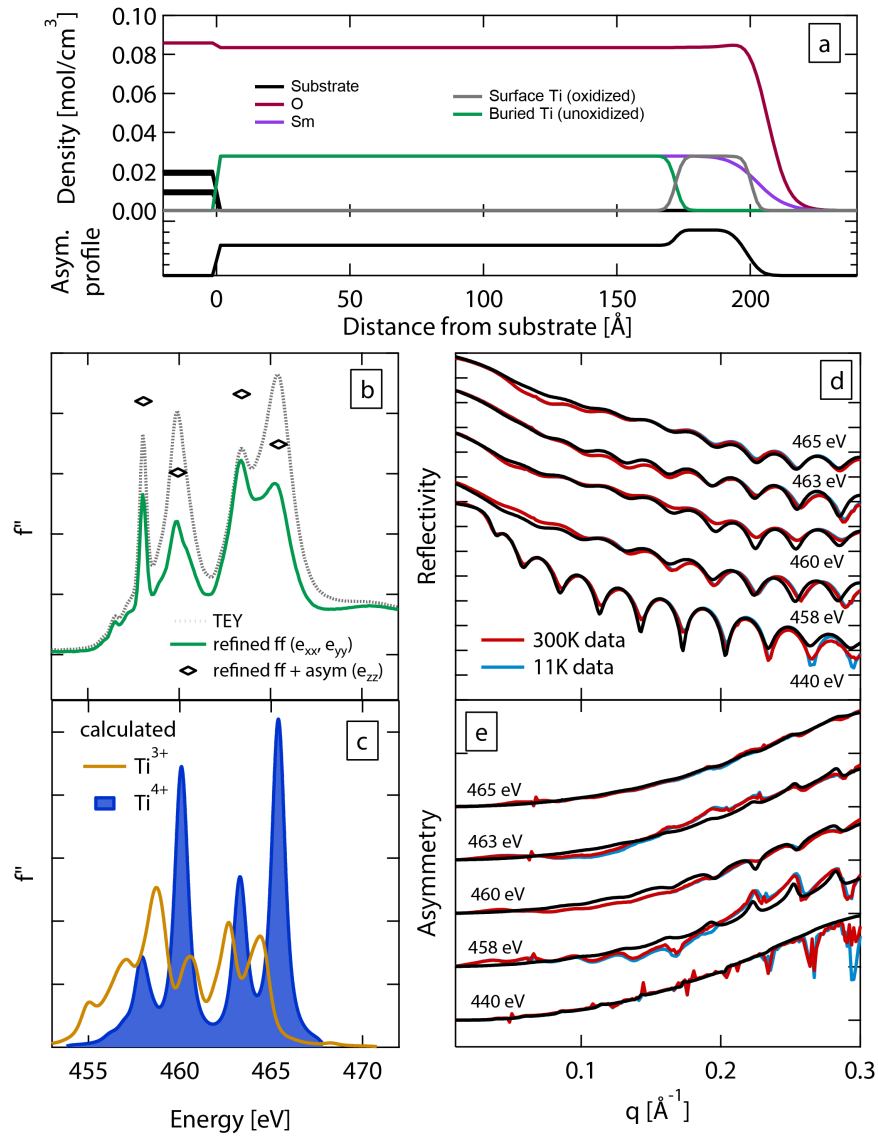 0.10
0.08
0.06
0.04
0.02
0.00
Density [mol/cm3]
a
Substrate
O
Sm
Surface Ti (oxidized)
Buried Ti (unoxidized)
Asym. profile
0 50 100 150 200
Distance from substrate [Å]
b
f"
TEY
refined ff (exx, eyy)
refined ff + asym (ezz)
c
calculated
Ti3+
Ti4+
f"
455 460 465 470
Energy [eV]
d
Reflectivity
465 eV
463 eV
460 eV
458 eV
440 eV
300K data
11K data
e
Asymmetry
465 eV
463 eV
460 eV
458 eV
440 eV
0.1 0.2 0.3
q [Å-1]